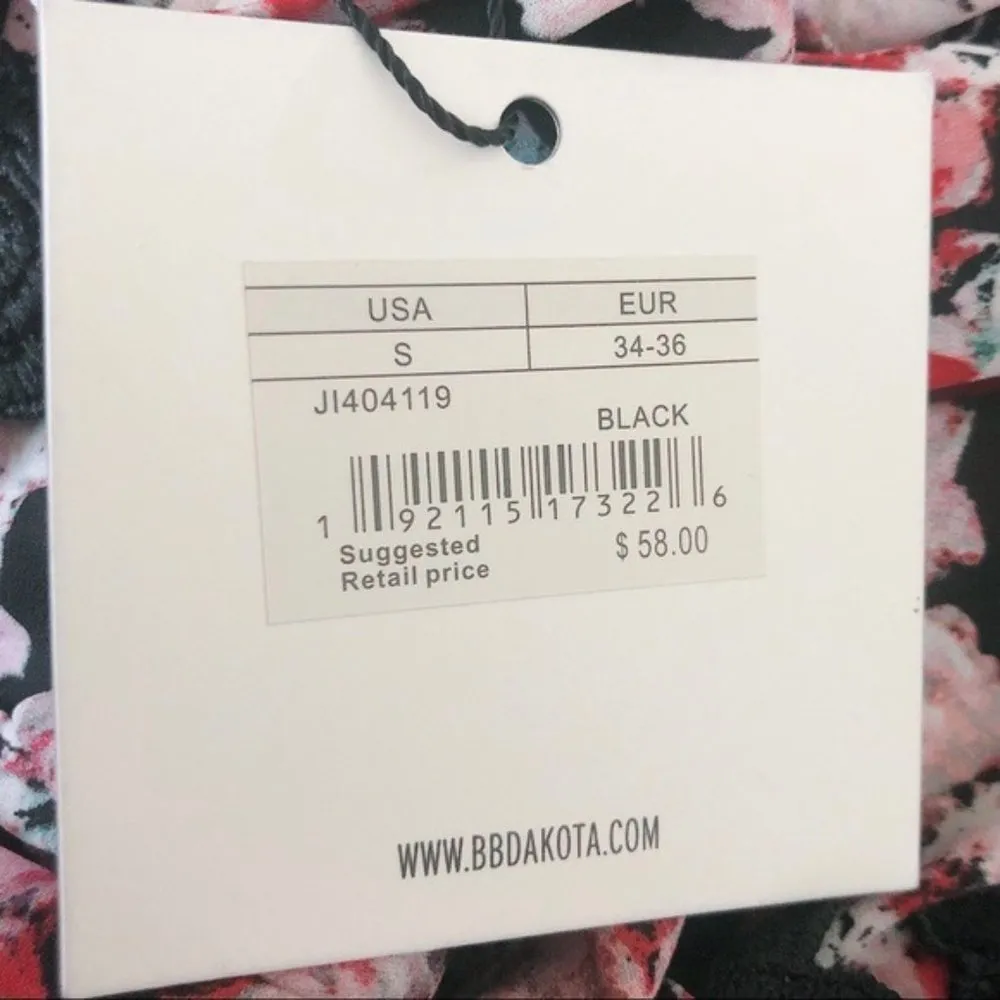 USA EUR
S 34-36
JI404119
BLACK
1 92115 17322 6
Suggested $ 58.00
Retail price
WWW.BBDAKOTA.COM